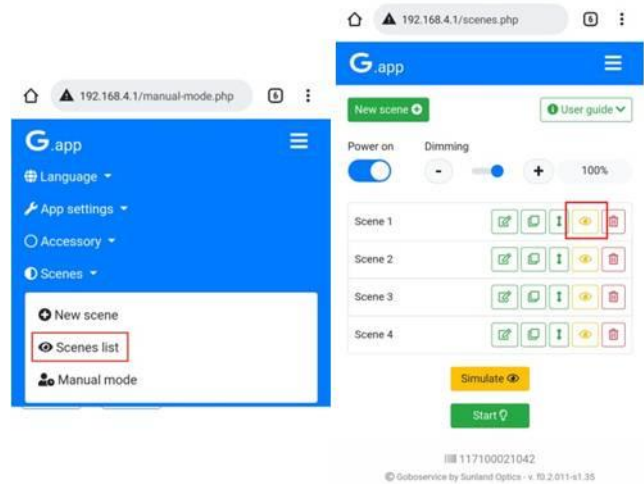 192.168.4.1/manual-mode.php
6
G.app
Language
App settings
Accessory
Scenes
New scene
Scenes list
Manual mode
192.168.4.1/scenes.php
6
G.app
New scene
User guide
Power on Dimming
- + 100%
Scene 1
Scene 2
Scene 3
Scene 4
Simulate
Start
117100021042
© Goboservice by Sunland Optics - v. f0.2.011-s1.35